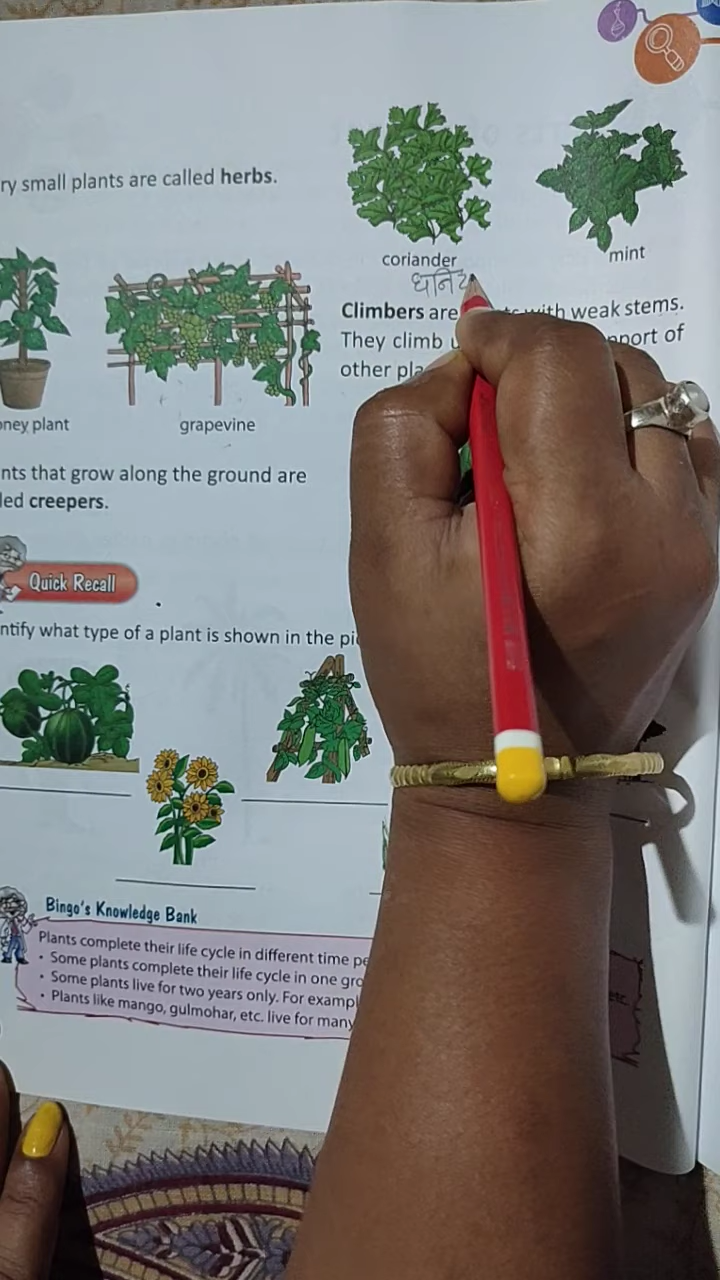 ry small plants are called herbs.
coriander
mint
धनिय
Climbers are with weak stems.
They climb pport of
other pla
ney plant
grapevine
nts that grow along the ground are
led creepers.
Quick Recall
ntify what type of a plant is shown in the pi
Bingo's Knowledge Bank
Plants complete their life cycle in different time pe
• Some plants complete their life cycle in one gro
• Some plants live for two years only. For exampl
• Plants like mango, gulmohar, etc. live for many